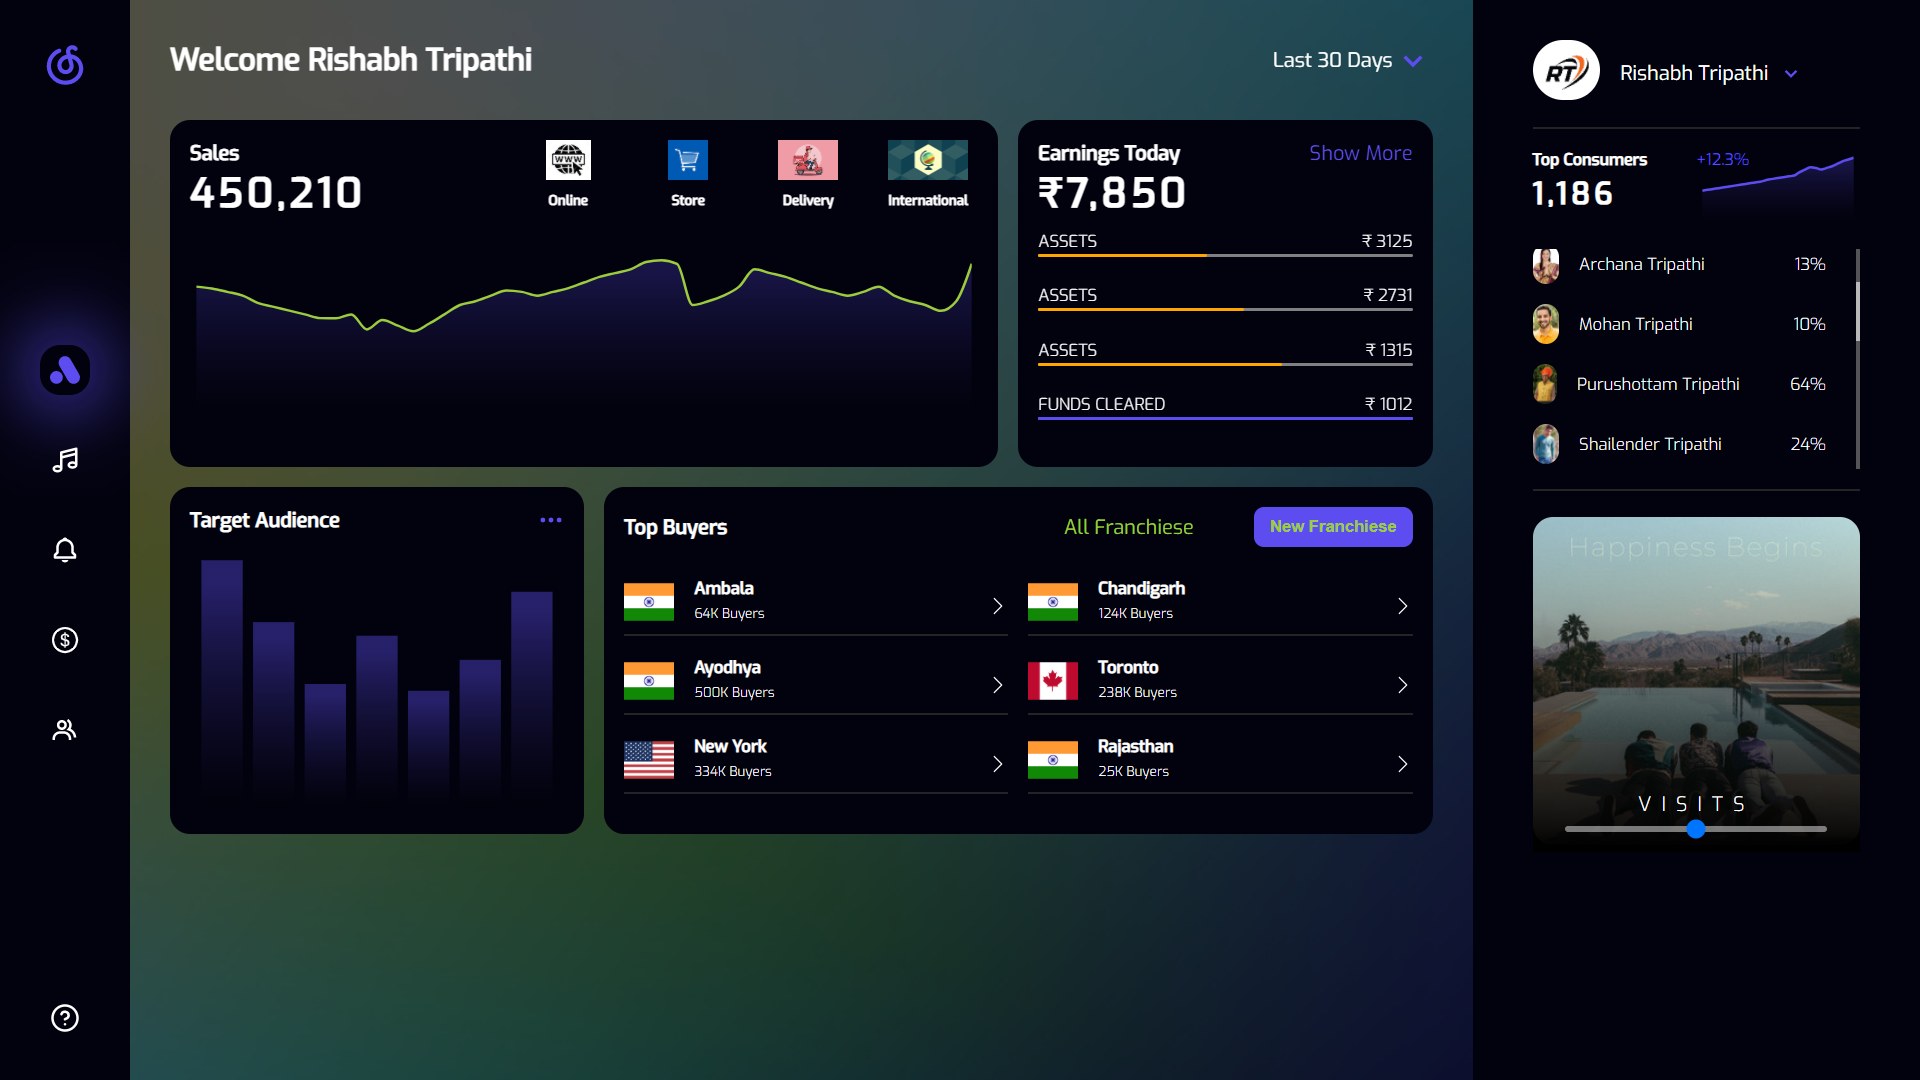 Welcome Rishabh Tripathi
Last 30 Days
Sales
450,210
WWW
Online
Store
Delivery
International
Earnings Today
Show More
₹7,850
ASSETS ₹ 3125
ASSETS ₹ 2731
ASSETS ₹ 1315
FUNDS CLEARED ₹ 1012
Target Audience
Top Buyers
All Franchiese
New Franchiese
Ambala
64K Buyers
Chandigarh
124K Buyers
Ayodhya
500K Buyers
Toronto
238K Buyers
New York
334K Buyers
Rajasthan
25K Buyers
RT
Rishabh Tripathi
Top Consumers
+12.3%
1,186
Archana Tripathi 13%
Mohan Tripathi 10%
Purushottam Tripathi 64%
Shailender Tripathi 24%
Happiness Begins
VISITS